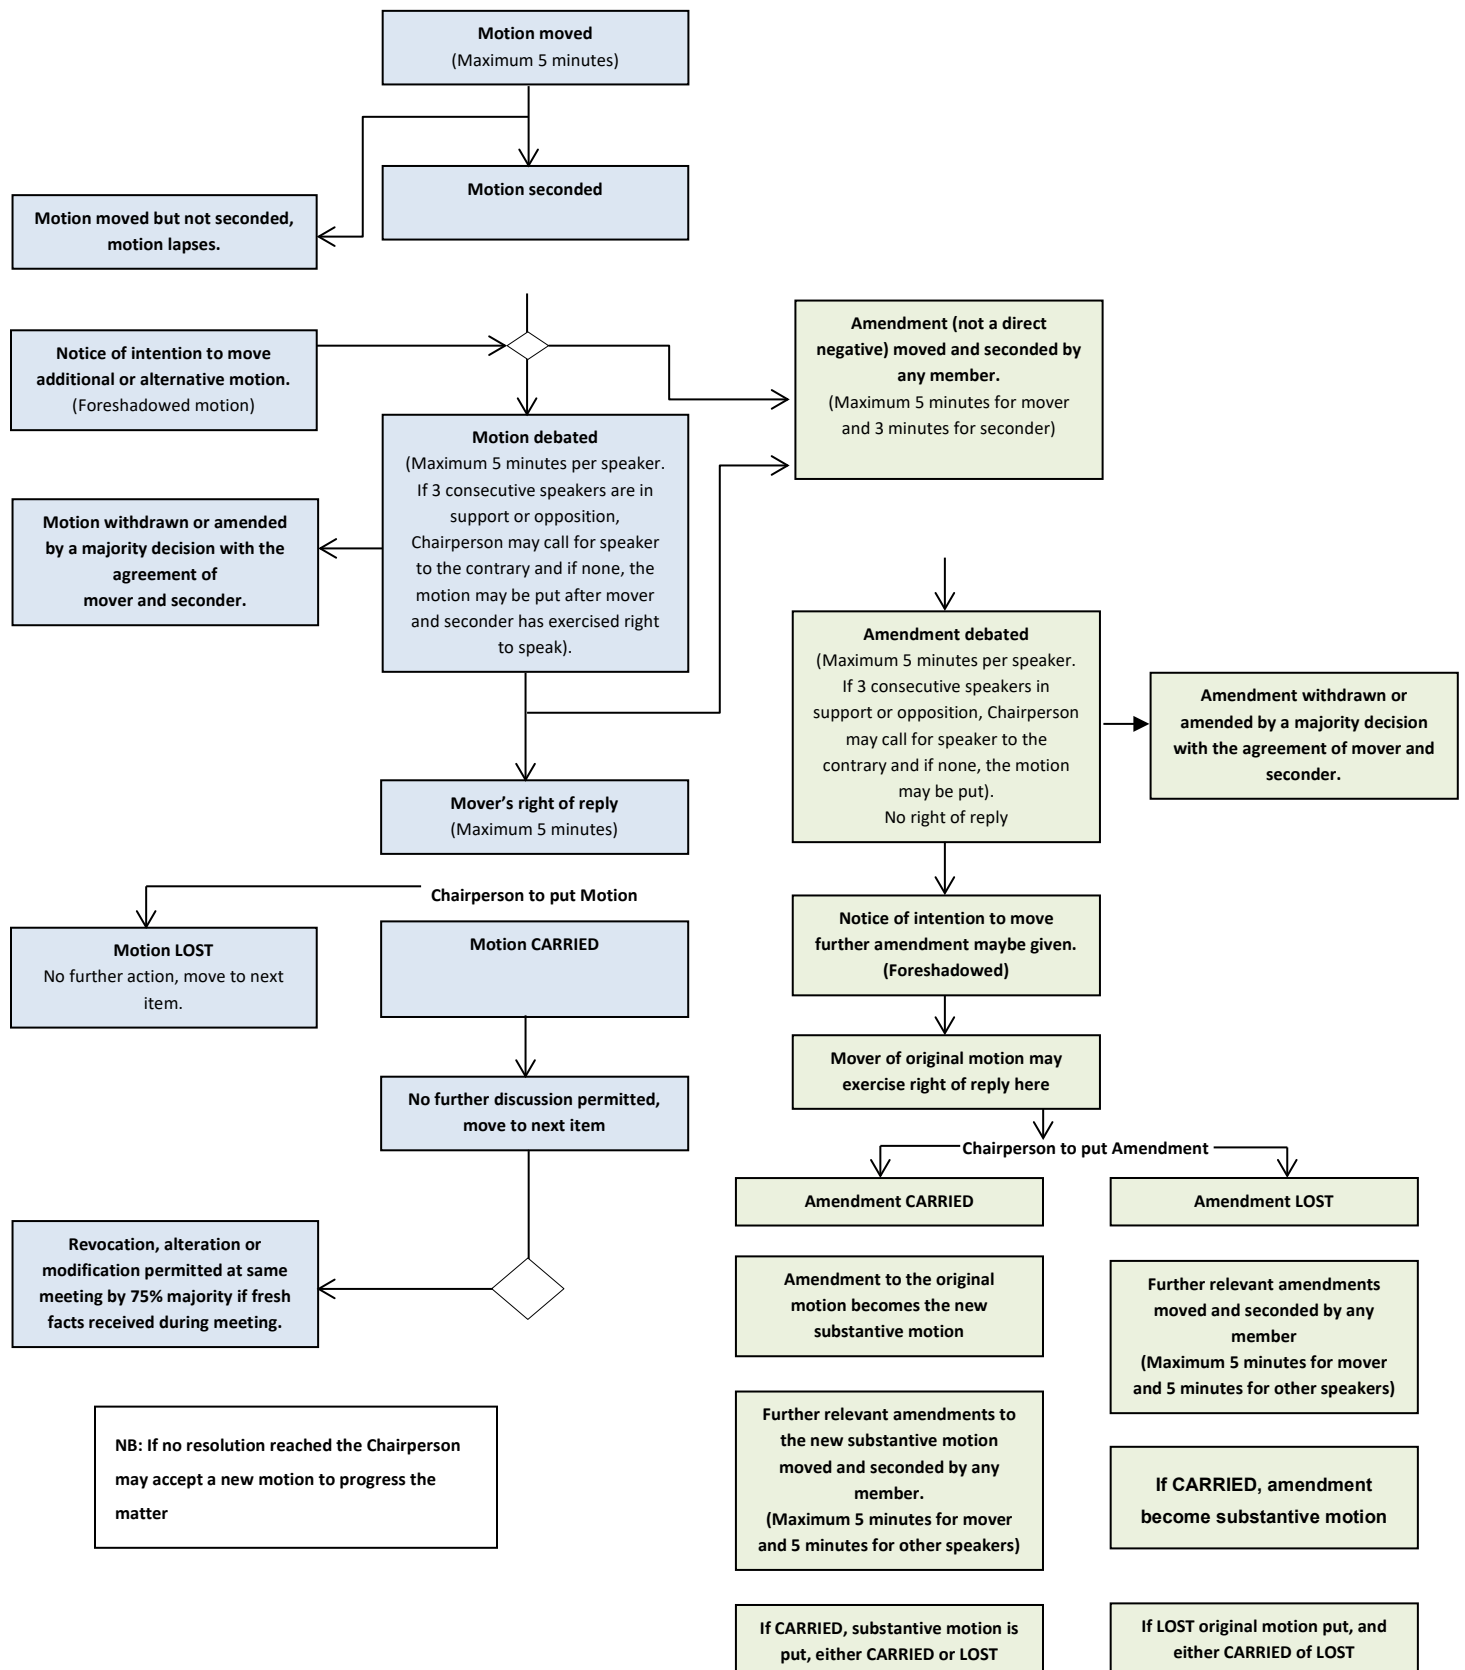 Motion moved
(Maximum 5 minutes)
Motion seconded
Motion moved but not seconded,
motion lapses.
Notice of intention to move
additional or alternative motion.
(Foreshadowed motion)
Amendment (not a direct
negative) moved and seconded by
any member.
(Maximum 5 minutes for mover
and 3 minutes for seconder)
Motion debated
(Maximum 5 minutes per speaker.
If 3 consecutive speakers are in
support or opposition,
Chairperson may call for speaker
to the contrary and if none, the
motion may be put after mover
and seconder has exercised right
to speak).
Motion withdrawn or amended
by a majority decision with the
agreement of
mover and seconder.
Amendment debated
(Maximum 5 minutes per speaker.
If 3 consecutive speakers in
support or opposition, Chairperson
may call for speaker to the
contrary and if none, the motion
may be put).
No right of reply
Amendment withdrawn or
amended by a majority decision
with the agreement of mover and
seconder.
Mover’s right of reply
(Maximum 5 minutes)
Chairperson to put Motion
Motion LOST
No further action, move to next
item.
Motion CARRIED
Notice of intention to move
further amendment maybe given.
(Foreshadowed)
Mover of original motion may
exercise right of reply here
No further discussion permitted,
move to next item
Chairperson to put Amendment
Amendment CARRIED
Amendment LOST
Revocation, alteration or
modification permitted at same
meeting by 75% majority if fresh
facts received during meeting.
Amendment to the original
motion becomes the new
substantive motion
Further relevant amendments
moved and seconded by any
member
(Maximum 5 minutes for mover
and 5 minutes for other speakers)
NB: If no resolution reached the Chairperson
may accept a new motion to progress the
matter
Further relevant amendments to
the new substantive motion
moved and seconded by any
member.
(Maximum 5 minutes for mover
and 5 minutes for other speakers)
If CARRIED, amendment
become substantive motion
If CARRIED, substantive motion is
put, either CARRIED or LOST
If LOST original motion put, and
either CARRIED of LOST